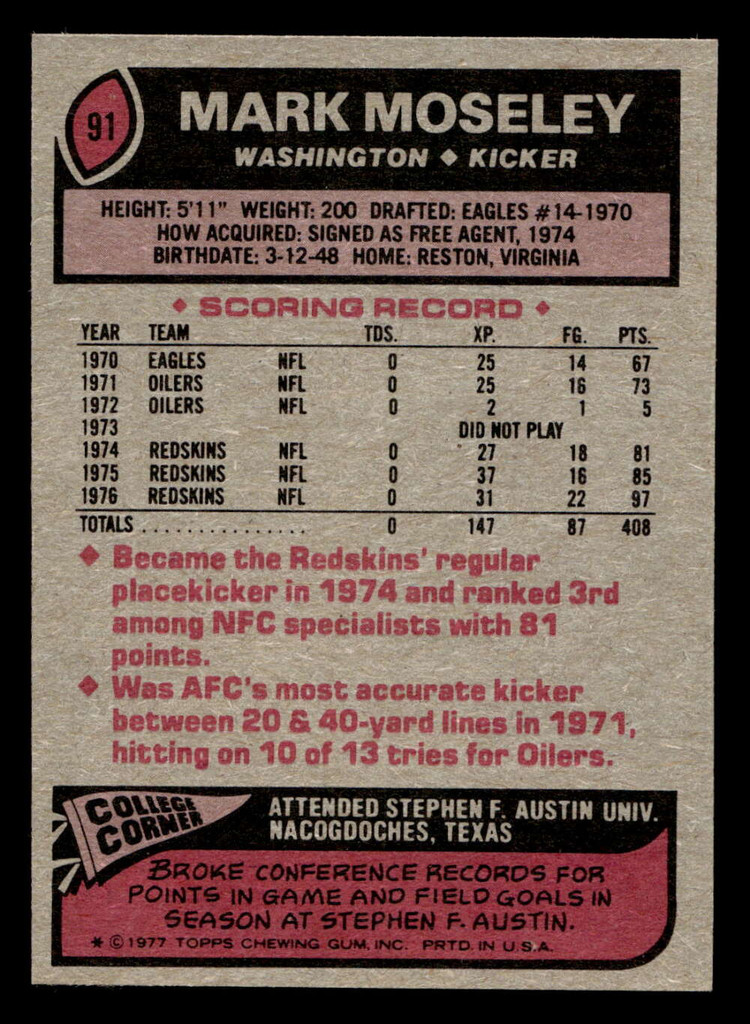 91
MARK MOSELEY
WASHINGTON ◆ KICKER
HEIGHT: 5'11" WEIGHT: 200 DRAFTED: EAGLES #14-1970
HOW ACQUIRED: SIGNED AS FREE AGENT, 1974
BIRTHDATE: 3-12-48 HOME: RESTON, VIRGINIA
◆ SCORING RECORD ◆
YEAR TEAM TDS. XP. FG. PTS.
1970 EAGLES NFL 0 25 14 67
1971 OILERS NFL 0 25 16 73
1972 OILERS NFL 0 2 1 5
1973 DID NOT PLAY
1974 REDSKINS NFL 0 27 18 81
1975 REDSKINS NFL 0 37 16 85
1976 REDSKINS NFL 0 31 22 97
TOTALS . . . . . . . . . . . . . . . 0 147 87 408
◆ Became the Redskins' regular
placekicker in 1974 and ranked 3rd
among NFC specialists with 81
points.
◆ Was AFC's most accurate kicker
between 20 & 40-yard lines in 1971,
hitting on 10 of 13 tries for Oilers.
COLLEGE
CORNER
ATTENDED STEPHEN F. AUSTIN UNIV.
NACOGDOCHES, TEXAS
BROKE CONFERENCE RECORDS FOR
POINTS IN GAME AND FIELD GOALS IN
SEASON AT STEPHEN F. AUSTIN.
* © 1977 TOPPS CHEWING GUM, INC. PRTD. IN U.S.A.